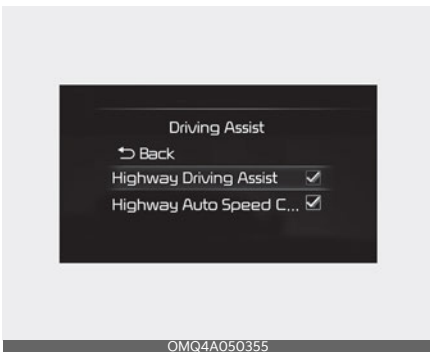 Driving Assist
Back
Highway Driving Assist
Highway Auto Speed C...
OMQ4A050355